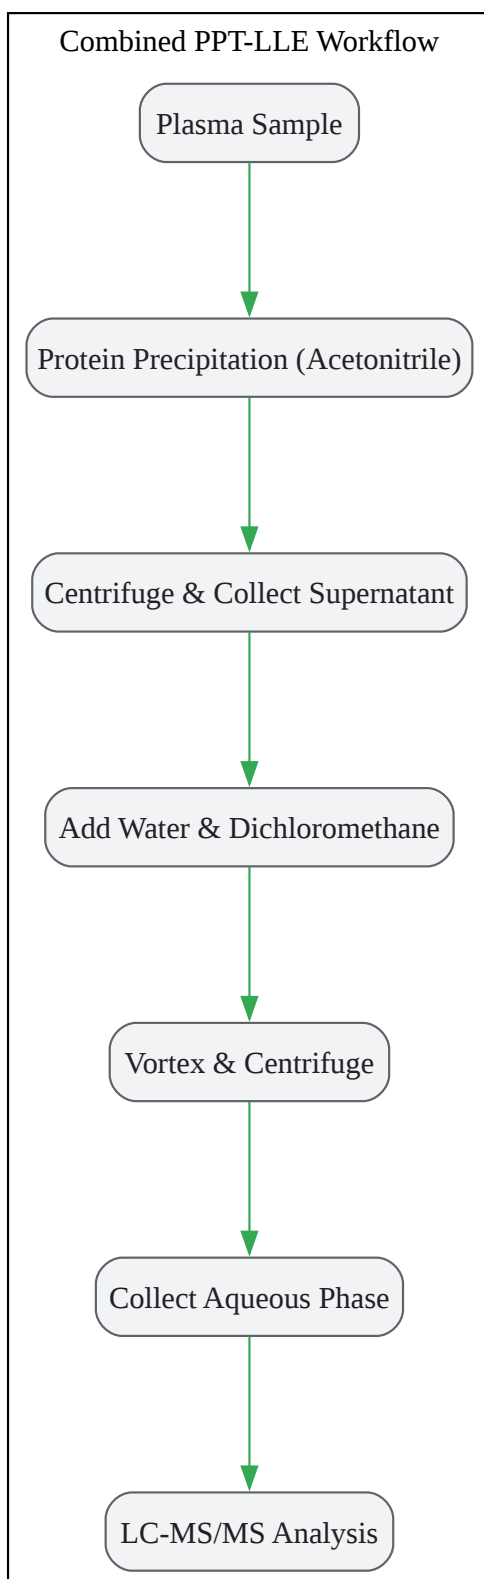 Combined PPT-LLE Workflow
Plasma Sample
Protein Precipitation (Acetonitrile)
Centrifuge & Collect Supernatant
Add Water & Dichloromethane
Vortex & Centrifuge
Collect Aqueous Phase
LC-MS/MS Analysis